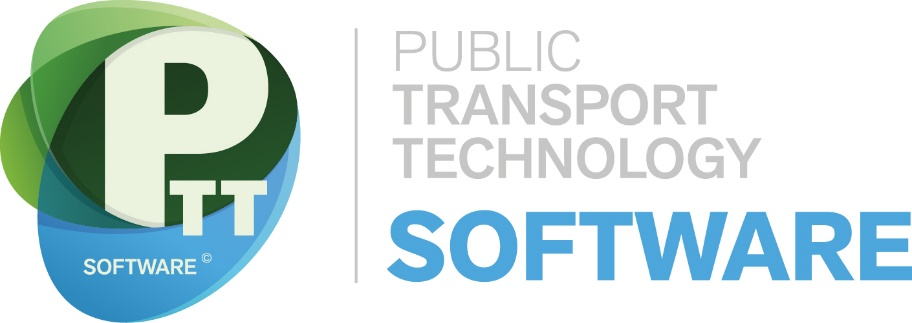 PTT
SOFTWARE ©
PUBLIC
TRANSPORT
TECHNOLOGY
SOFTWARE